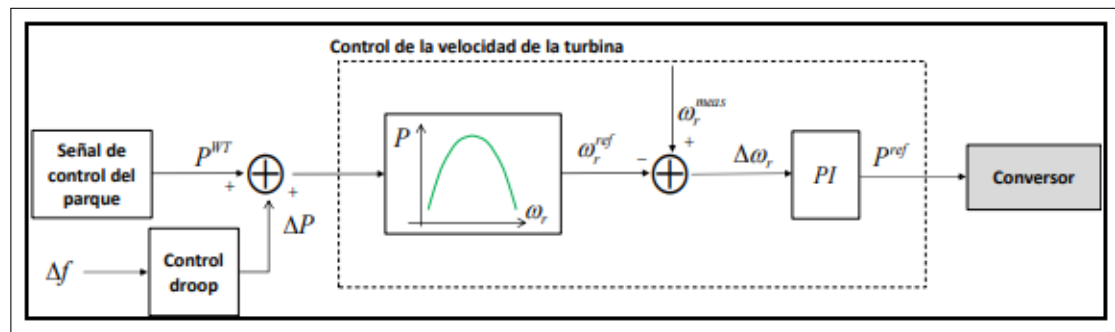 Control de la velocidad de la turbina
Señal de
control del
parque
P^{WT}
+
+
Δf
Control
droop
ΔP
P
ω_r
ω_r^{ref}
−
ω_r^{meas}
+
Δω_r
PI
P^{ref}
Conversor